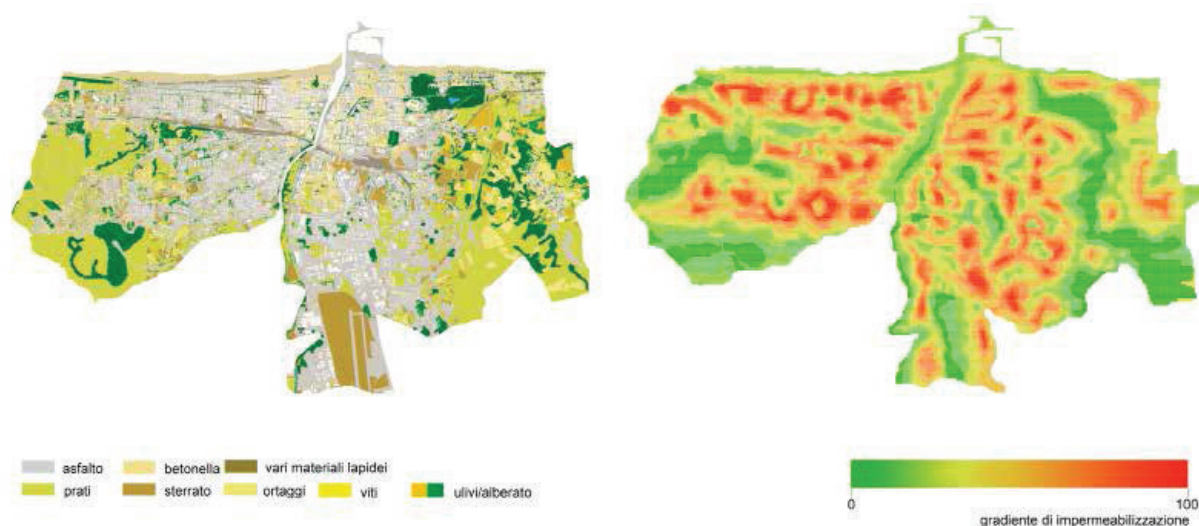 asfalto betonella vari materiali lapidei
prati sterrato ortaggi viti ulivi/alberato
0 100
gradiente di impermeabilizzazione